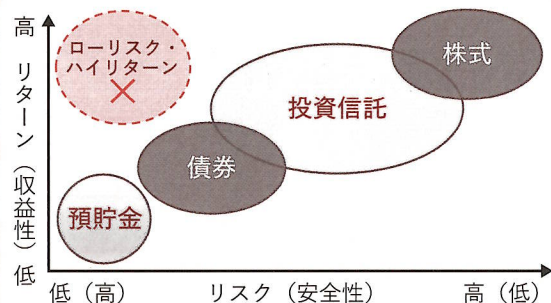 高
ローリスク・
ハイリターン
×
株式
投資信託
債券
預貯金
リターン（収益性）
低
低（高）
リスク（安全性）
高（低）